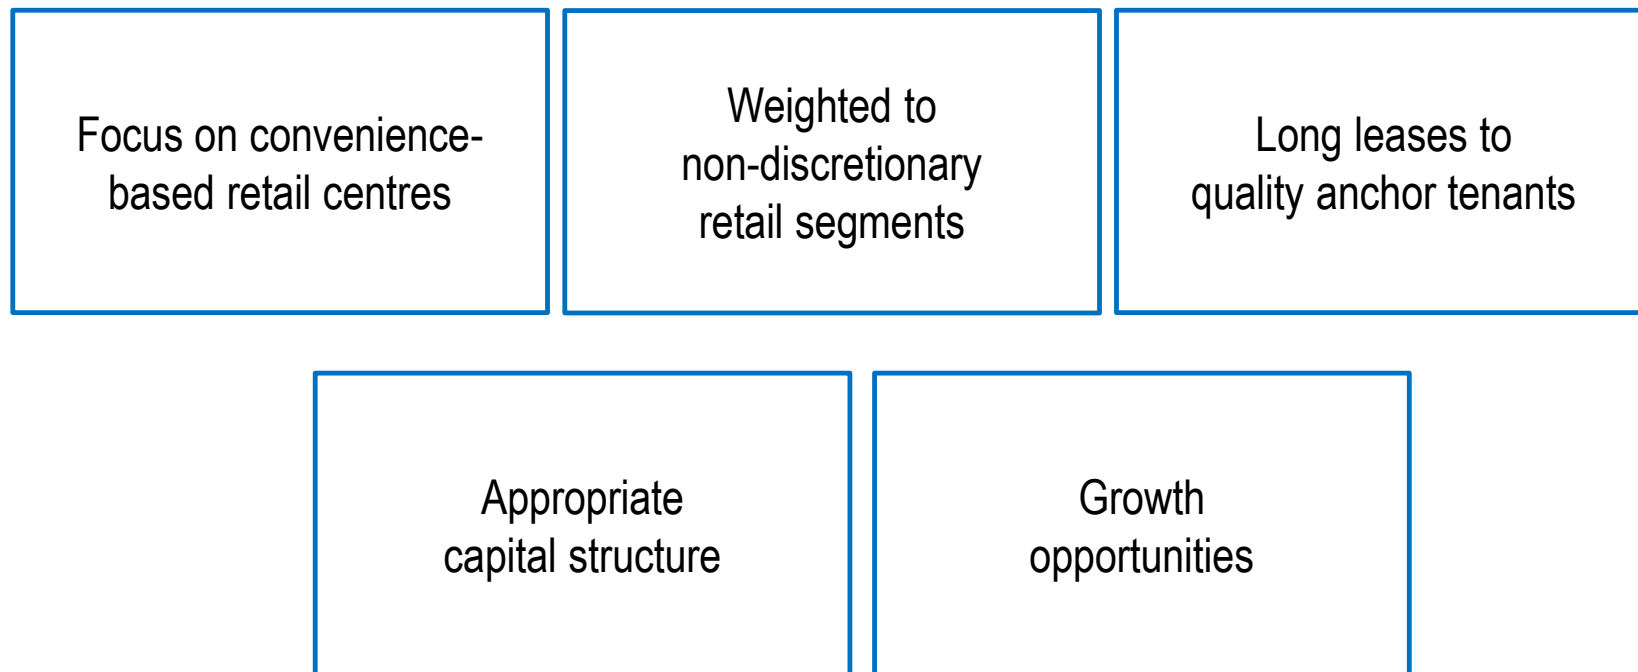 Focus on convenience-
based retail centres
Weighted to
non-discretionary
retail segments
Long leases to
quality anchor tenants
Appropriate
capital structure
Growth
opportunities